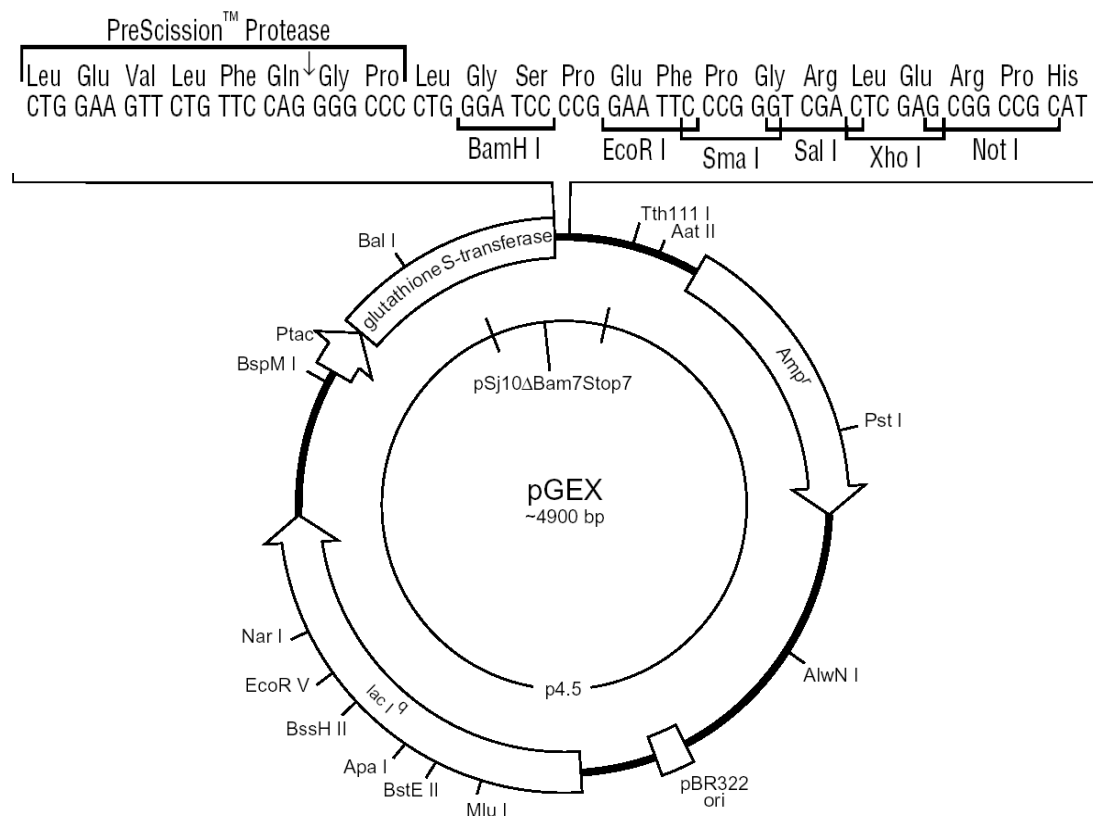 PreScission™ Protease
Leu Glu Val Leu Phe Gln↓Gly Pro Leu Gly Ser Pro Glu Phe Pro Gly Arg Leu Glu Arg Pro His
CTG GAA GTT CTG TTC CAG GGG CCC CTG GGA TCC CCG GAA TTC CCG GGT CGA CTC GAG CGG CCG CAT
BamH I EcoR I Sma I Sal I Xho I Not I
Tth111 I
Aat II
Bal I
glutathione S-transferase
Ptac
BspM I
pSj10ΔBam7Stop7
Ampr
Pst I
pGEX
~4900 bp
Nar I
EcoR V
BssH II
Apa I
BstE II
Mlu I
lac Iq
p4.5
AlwN I
pBR322
ori